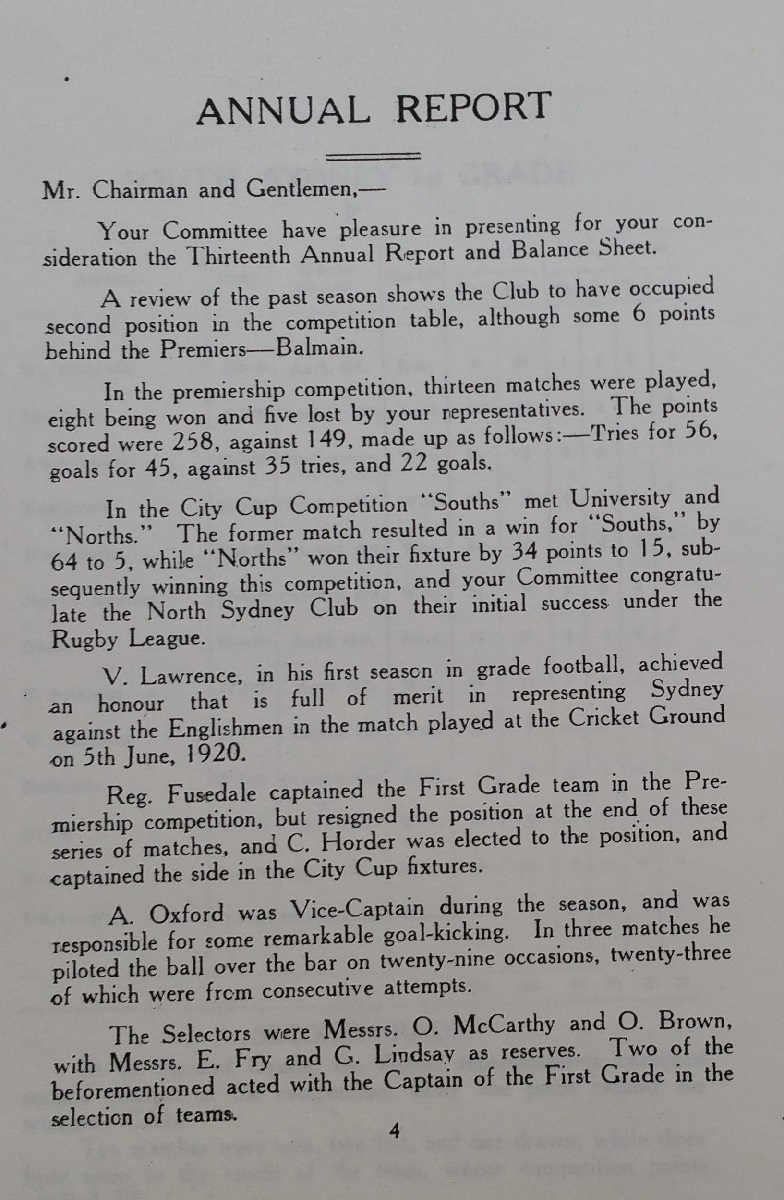 ANNUAL REPORT
Mr. Chairman and Gentlemen,—
Your Committee have pleasure in presenting for your con-
sideration the Thirteenth Annual Report and Balance Sheet.
A review of the past season shows the Club to have occupied
second position in the competition table, although some 6 points
behind the Premiers—Balmain.
In the premiership competition, thirteen matches were played,
eight being won and five lost by your representatives. The points
scored were 258, against 149, made up as follows:—Tries for 56,
goals for 45, against 35 tries, and 22 goals.
In the City Cup Competition "Souths" met University and
"Norths." The former match resulted in a win for "Souths," by
64 to 5, while "Norths" won their fixture by 34 points to 15, sub-
sequently winning this competition, and your Committee congratu-
late the North Sydney Club on their initial success under the
Rugby League.
V. Lawrence, in his first season in grade football, achieved
an honour that is full of merit in representing Sydney
against the Englishmen in the match played at the Cricket Ground
on 5th June, 1920.
Reg. Fusedale captained the First Grade team in the Pre-
miership competition, but resigned the position at the end of these
series of matches, and C. Horder was elected to the position, and
captained the side in the City Cup fixtures.
A. Oxford was Vice-Captain during the season, and was
responsible for some remarkable goal-kicking. In three matches he
piloted the ball over the bar on twenty-nine occasions, twenty-three
of which were from consecutive attempts.
The Selectors were Messrs. O. McCarthy and O. Brown,
with Messrs. E. Fry and G. Lindsay as reserves. Two of the
beforementioned acted with the Captain of the First Grade in the
selection of teams.
4